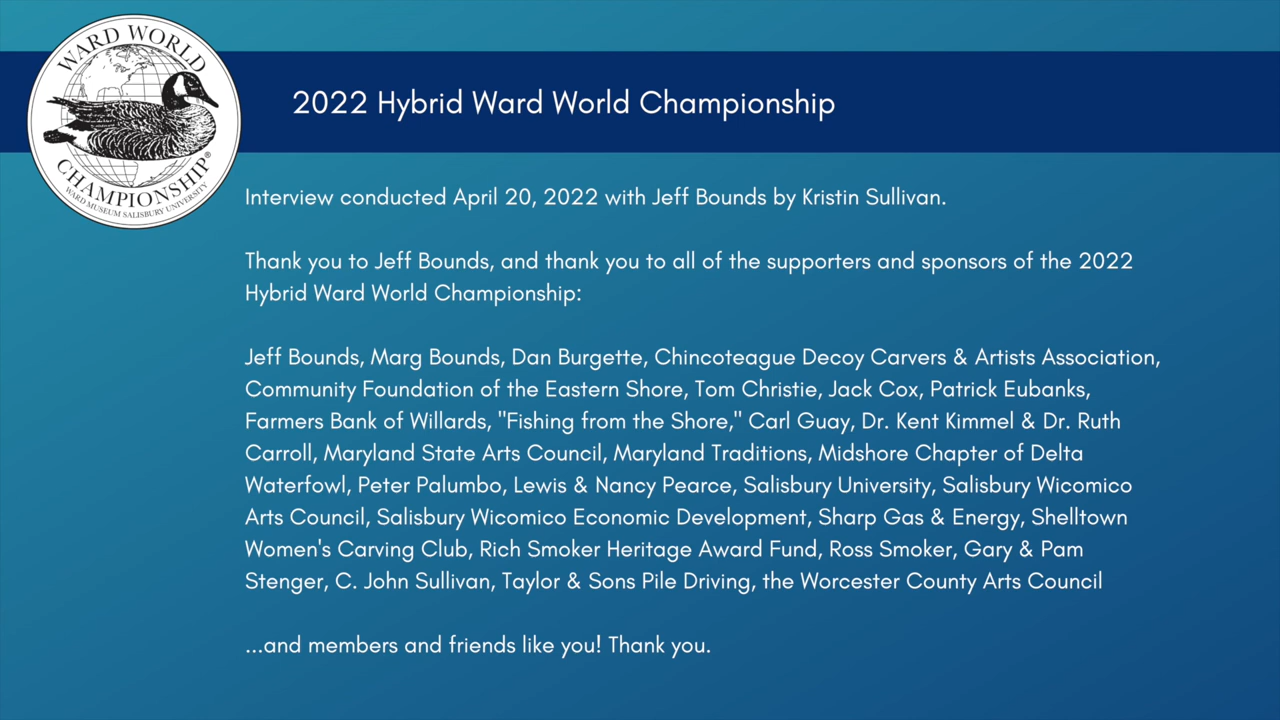 WARD WORLD
CHAMPIONSHIP®
WARD MUSEUM SALISBURY UNIVERSITY
2022 Hybrid Ward World Championship
Interview conducted April 20, 2022 with Jeff Bounds by Kristin Sullivan.
Thank you to Jeff Bounds, and thank you to all of the supporters and sponsors of the 2022
Hybrid Ward World Championship:
Jeff Bounds, Marg Bounds, Dan Burgette, Chincoteague Decoy Carvers & Artists Association,
Community Foundation of the Eastern Shore, Tom Christie, Jack Cox, Patrick Eubanks,
Farmers Bank of Willards, "Fishing from the Shore," Carl Guay, Dr. Kent Kimmel & Dr. Ruth
Carroll, Maryland State Arts Council, Maryland Traditions, Midshore Chapter of Delta
Waterfowl, Peter Palumbo, Lewis & Nancy Pearce, Salisbury University, Salisbury Wicomico
Arts Council, Salisbury Wicomico Economic Development, Sharp Gas & Energy, Shelltown
Women's Carving Club, Rich Smoker Heritage Award Fund, Ross Smoker, Gary & Pam
Stenger, C. John Sullivan, Taylor & Sons Pile Driving, the Worcester County Arts Council
...and members and friends like you! Thank you.